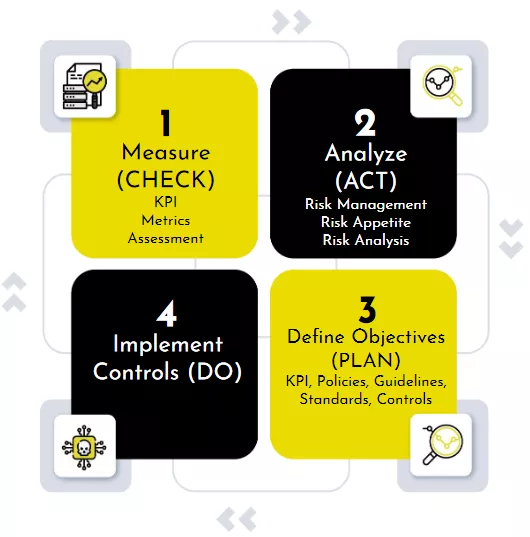 1
Measure
(CHECK)
KPI
Metrics
Assessment
2
Analyze
(ACT)
Risk Management
Risk Appetite
Risk Analysis
3
Define Objectives
(PLAN)
KPI, Policies, Guidelines,
Standards, Controls
4
Implement
Controls (DO)